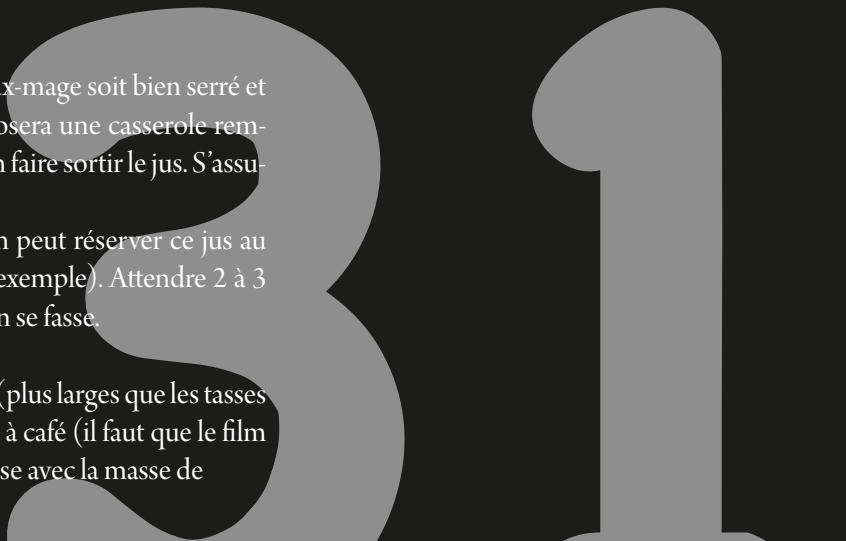 x-mage soit bien serré et
osera une casserole rem-
faire sortir le jus. S’assu-
peut réserver ce jus au
exemple). Attendre 2 à 3
se fasse.
(plus larges que les tasses
à café (il faut que le film
se avec la masse de
31